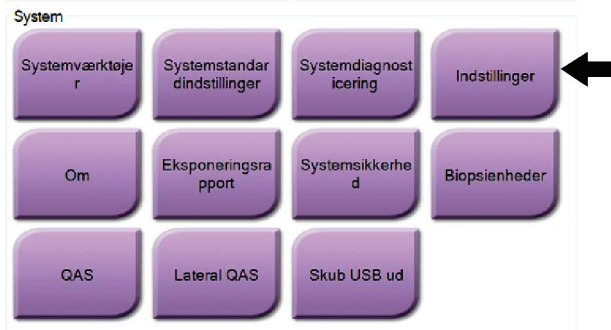 System
Systemværktøje
r
Systemstandar
dindstillinger
Systemdiagnost
icering
Indstillinger
Om
Eksponeringsra
pport
Systemsikkerhe
d
Biopsienheder
QAS
Lateral QAS
Skub USB ud